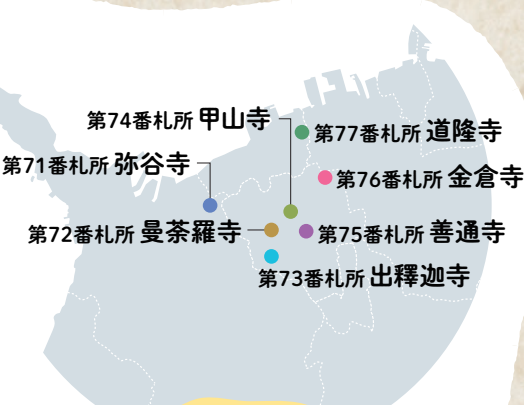 第74番札所 甲山寺
第77番札所 道隆寺
第71番札所 弥谷寺
第76番札所 金倉寺
第72番札所 曼荼羅寺
第75番札所 善通寺
第73番札所 出釋迦寺